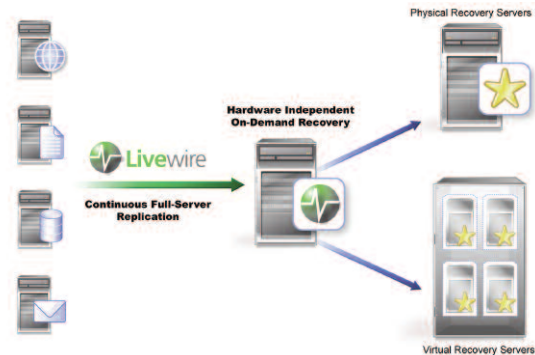 Physical Recovery Servers
Hardware Independent
On-Demand Recovery
Livewire
Continuous Full-Server
Replication
Virtual Recovery Servers